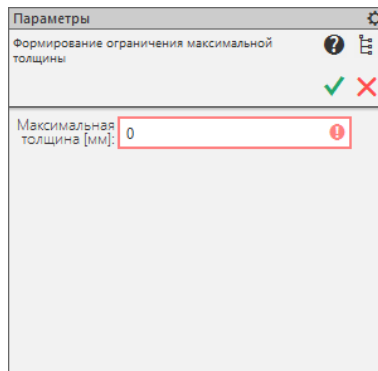 Параметры
Формирование ограничения максимальной
толщины
Максимальная
толщина [мм]:
0